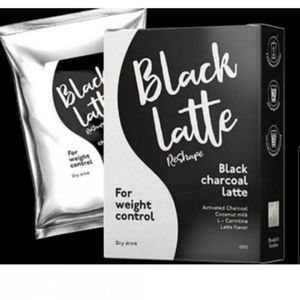 Black
latte
For
weight
control
Dry drink
Black
latte
Reshape
Black
charcoal
latte
For
weight
control
Activated Charcoal
Coconut milk
L - Carnitine
Latte flavor
Dry drink